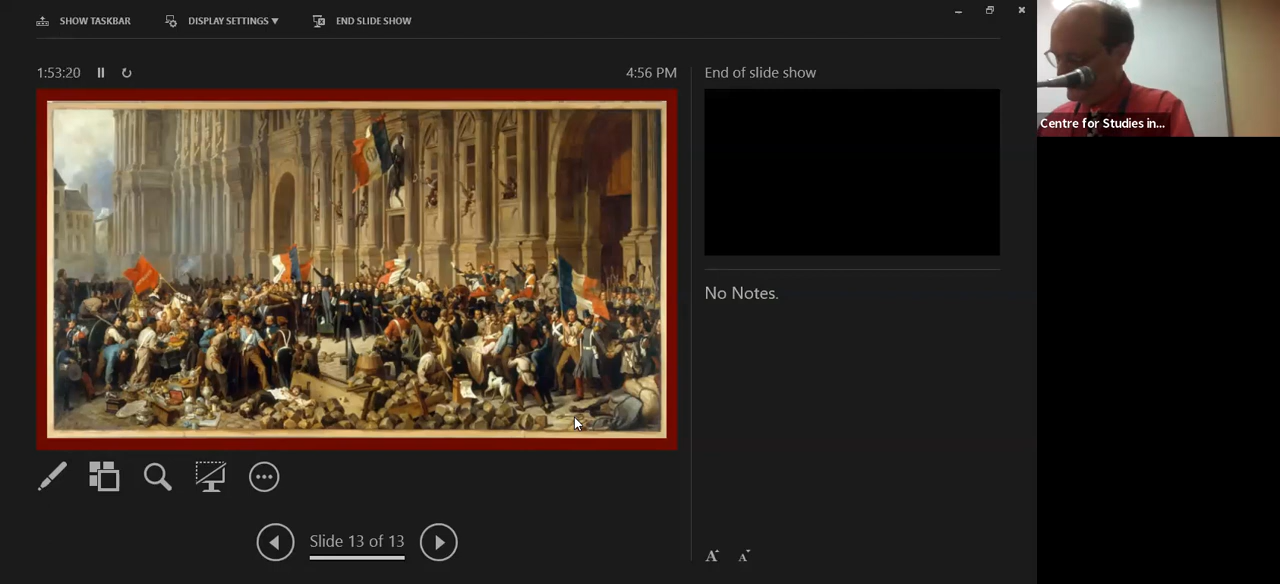 SHOW TASKBAR
DISPLAY SETTINGS ▼
END SLIDE SHOW
1:53:20
4:56 PM
End of slide show
No Notes.
Slide 13 of 13
A
A
Centre for Studies in...